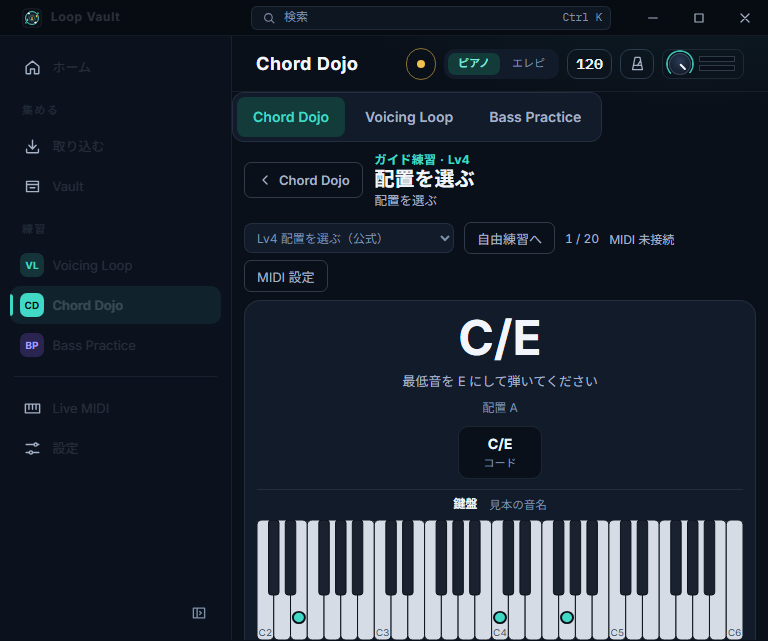 Loop Vault
検索
Ctrl K
ホーム
集める
取り込む
Vault
練習
VL Voicing Loop
CD Chord Dojo
BP Bass Practice
Live MIDI
設定
Chord Dojo
ピアノ
エレピ
120
Chord Dojo
Voicing Loop
Bass Practice
Chord Dojo
ガイド練習 · Lv4
配置を選ぶ
配置を選ぶ
Lv4 配置を選ぶ（公式）
自由練習へ
1 / 20
MIDI 未接続
MIDI 設定
C/E
最低音を E にして弾いてください
配置 A
C/E
コード
鍵盤 見本の音名
C2 C3 C4 C5 C6